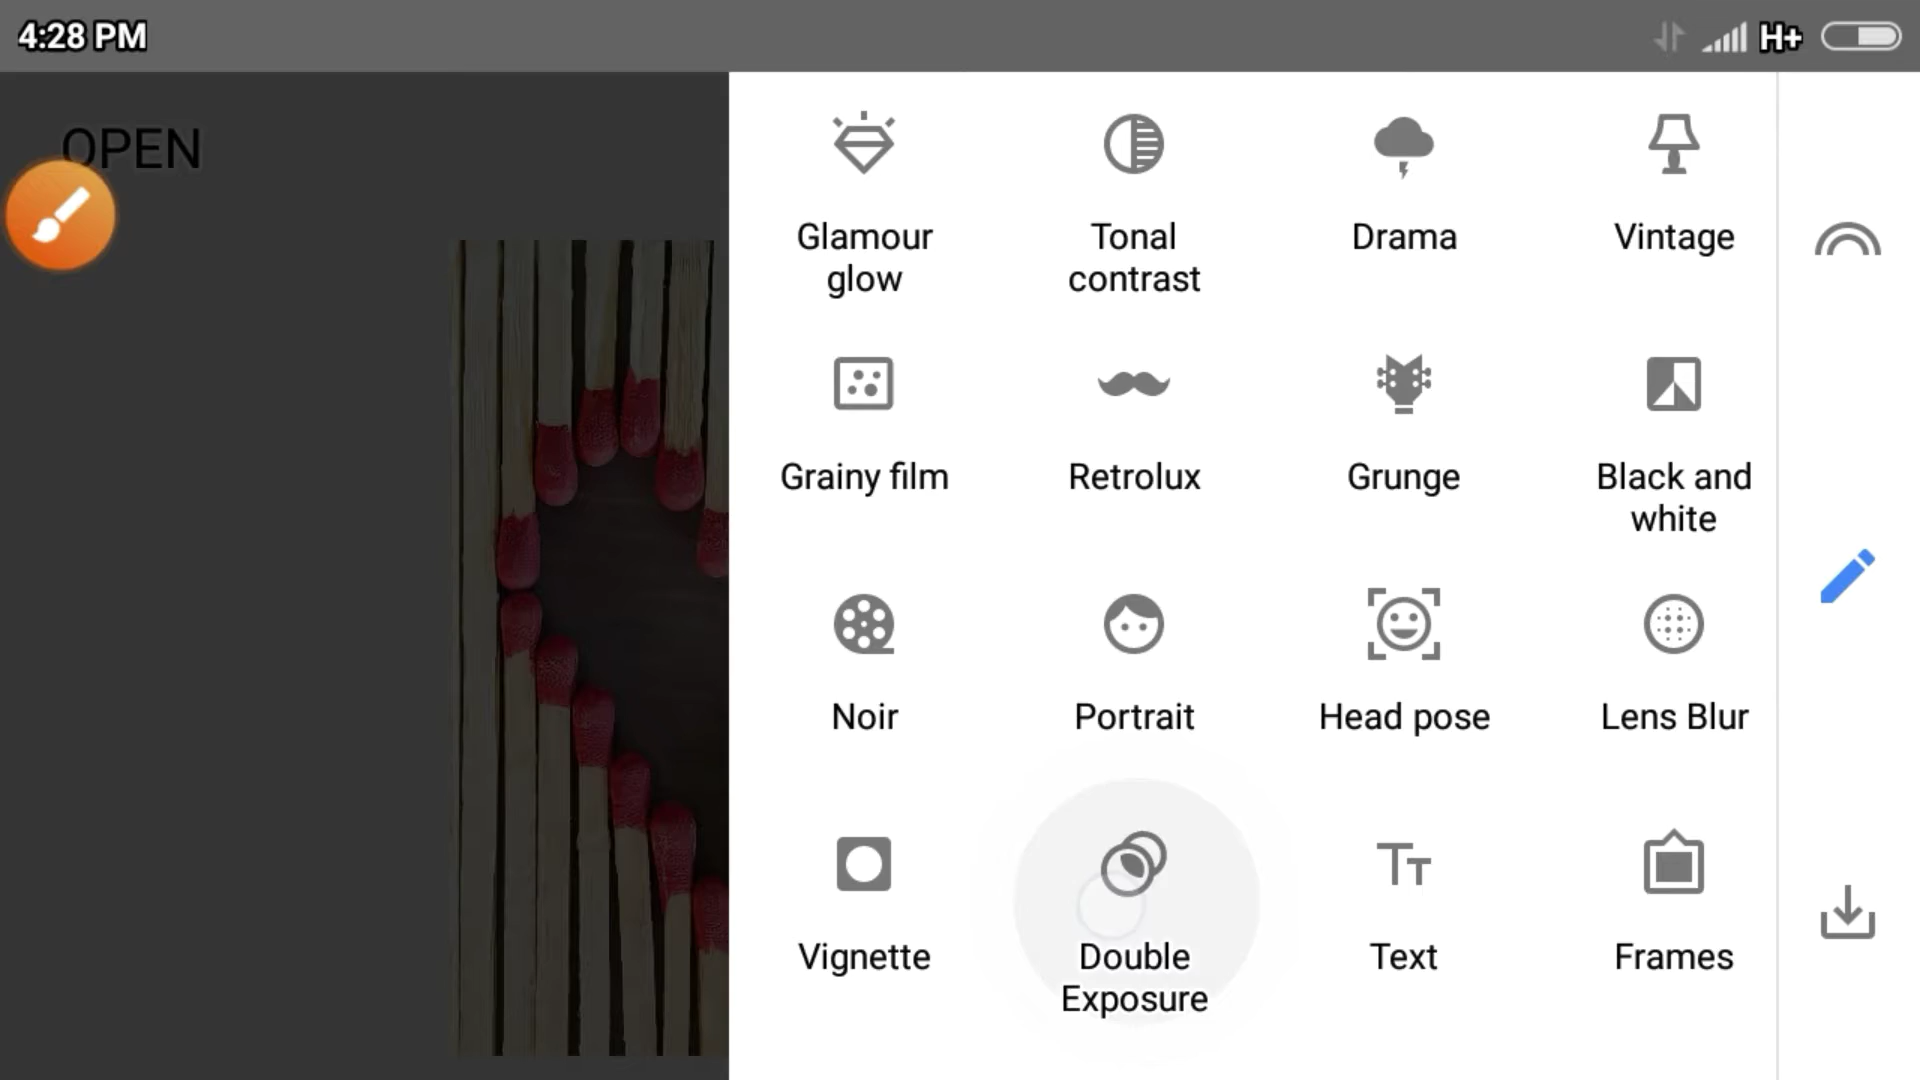 4:28 PM
H+
OPEN
Glamour
glow
Tonal
contrast
Drama
Vintage
Grainy film
Retrolux
Grunge
Black and
white
Noir
Portrait
Head pose
Lens Blur
Vignette
Double
Exposure
Text
Frames